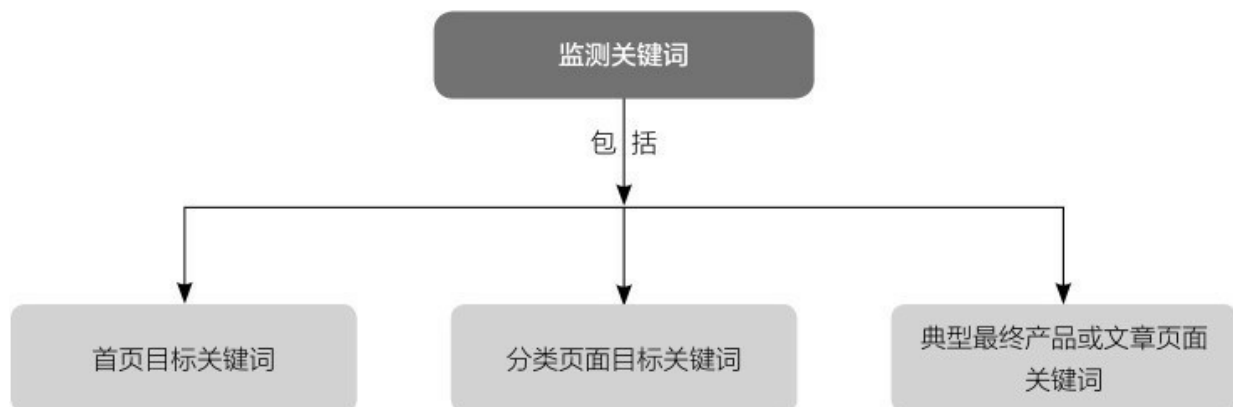 监测关键词
包括
首页目标关键词
分类页面目标关键词
典型最终产品或文章页面
关键词